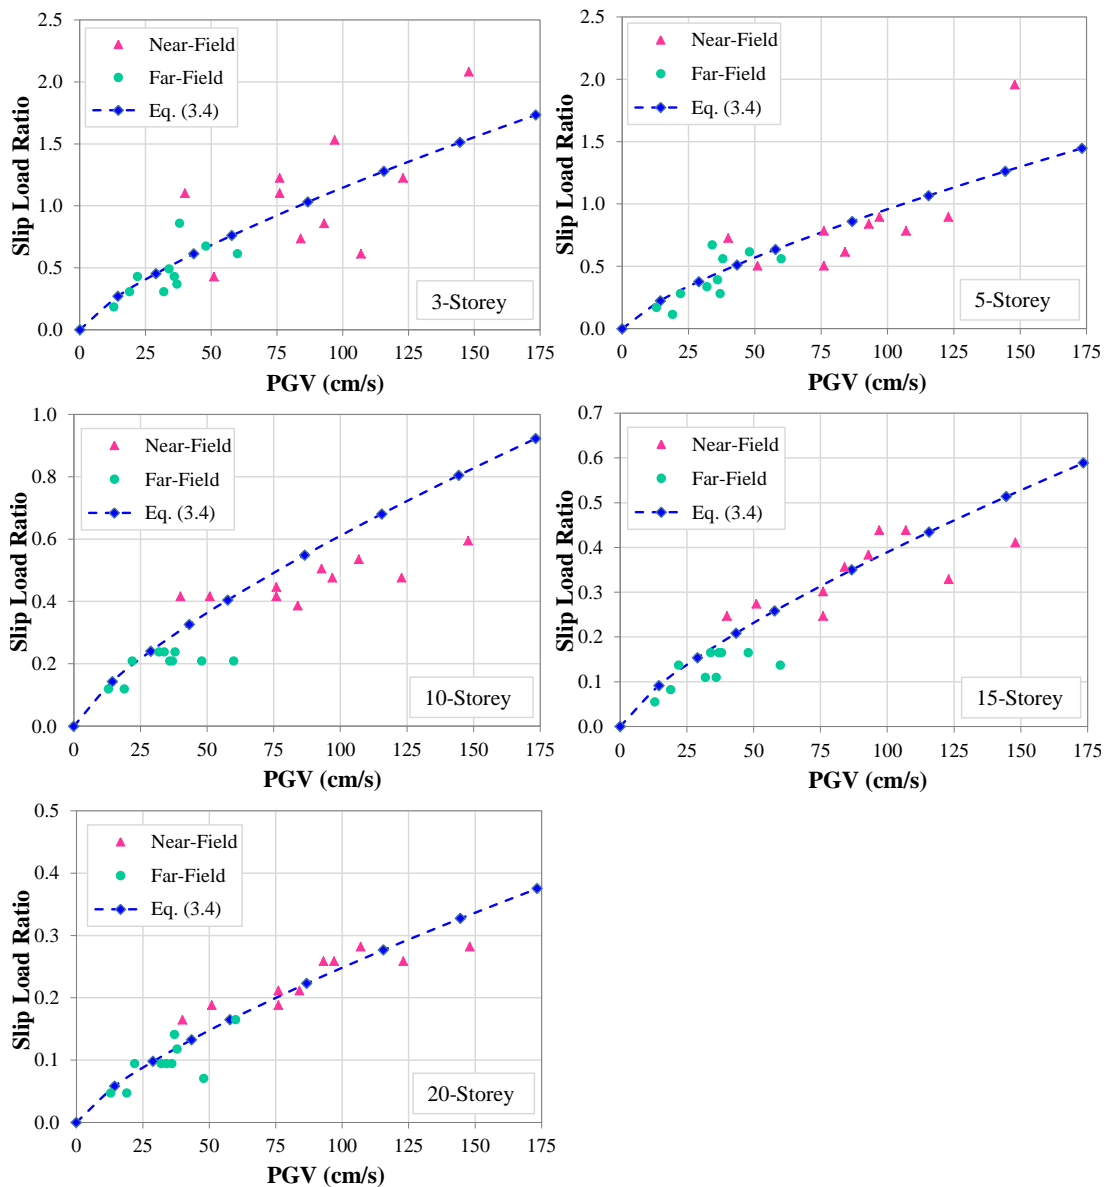 2.5
2.0
1.5
1.0
0.5
0.0
Slip Load Ratio
Near-Field
Far-Field
Eq. (3.4)
3-Storey
0 25 50 75 100 125 150 175
PGV (cm/s)
2.5
2.0
1.5
1.0
0.5
0.0
Slip Load Ratio
Near-Field
Far-Field
Eq. (3.4)
5-Storey
0 25 50 75 100 125 150 175
PGV (cm/s)
1.0
0.8
0.6
0.4
0.2
0.0
Slip Load Ratio
Near-Field
Far-Field
Eq. (3.4)
10-Storey
0 25 50 75 100 125 150 175
PGV (cm/s)
0.7
0.6
0.5
0.4
0.3
0.2
0.1
0.0
Slip Load Ratio
Near-Field
Far-Field
Eq. (3.4)
15-Storey
0 25 50 75 100 125 150 175
PGV (cm/s)
0.5
0.4
0.3
0.2
0.1
0.0
Slip Load Ratio
Near-Field
Far-Field
Eq. (3.4)
20-Storey
0 25 50 75 100 125 150 175
PGV (cm/s)